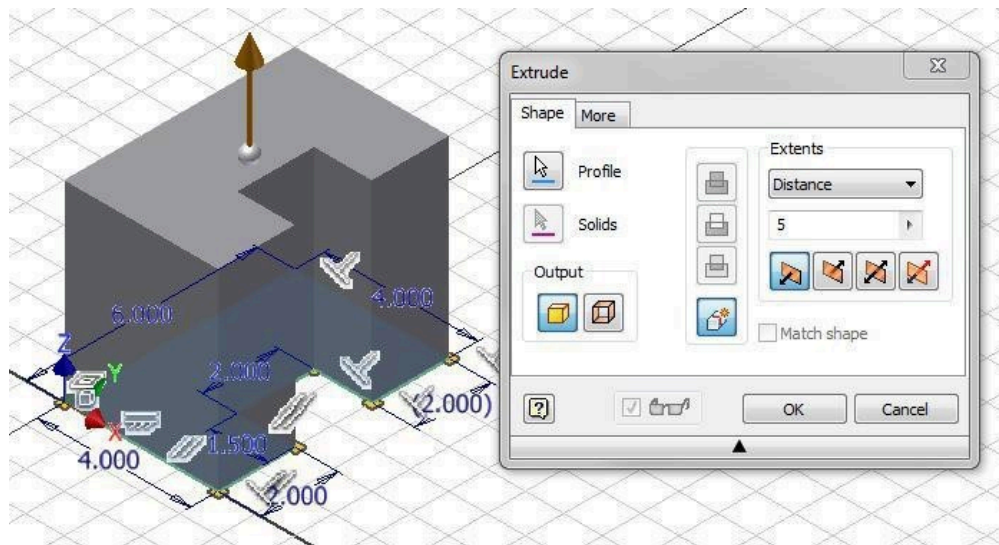 Extrude
Shape More
Profile
Solids
Output
Extents
Distance
5
Match shape
?
OK
Cancel
6.000
4.000
2.000
(2.000)
1.500
4.000
2.000
Z
Y
X